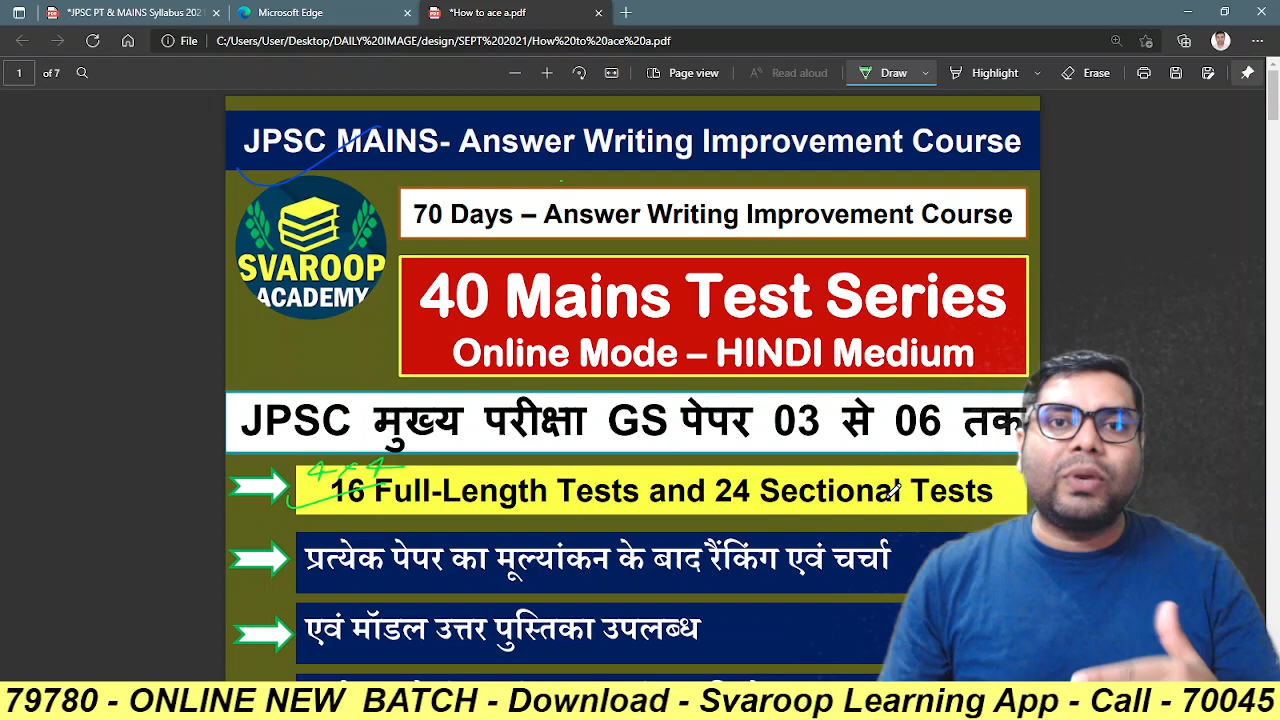 *JPSC PT & MAINS Syllabus 2021
Microsoft Edge
*How to ace a.pdf
File
C:/Users/User/Desktop/DAILY%20IMAGE/design/SEPT%202021/How%20to%20ace%20a.pdf
1 of 7
Page view
Read aloud
Draw
Highlight
Erase
JPSC MAINS- Answer Writing Improvement Course
SVAROOP
ACADEMY
70 Days – Answer Writing Improvement Course
40 Mains Test Series
Online Mode – HINDI Medium
JPSC मुख्य परीक्षा GS पेपर 03 से 06 तक
4 x 4
16 Full-Length Tests and 24 Sectional Tests
प्रत्येक पेपर का मूल्यांकन के बाद रैंकिंग एवं चर्चा
एवं मॉडल उत्तर पुस्तिका उपलब्ध
79780 - ONLINE NEW BATCH - Download - Svaroop Learning App - Call - 70045